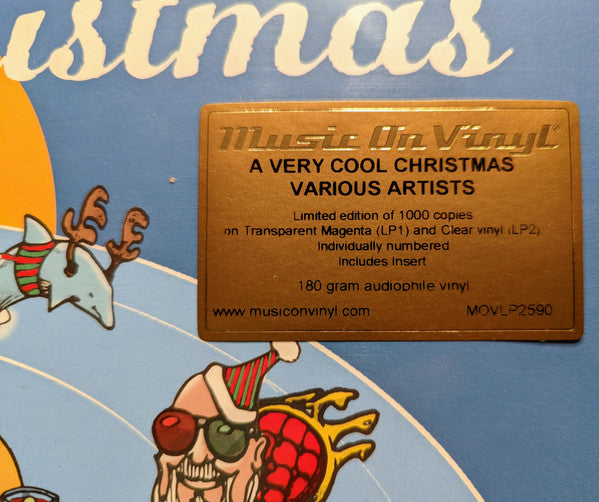 istmas
Music On Vinyl
A VERY COOL CHRISTMAS
VARIOUS ARTISTS
Limited edition of 1000 copies
on Transparent Magenta (LP1) and Clear vinyl (LP2)
Individually numbered
Includes Insert
180 gram audiophile vinyl
www.musiconvinyl.com MOVLP2590